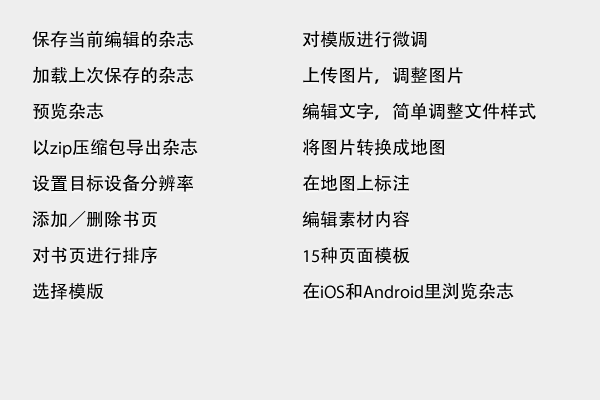 保存当前编辑的杂志
加载上次保存的杂志
预览杂志
以zip压缩包导出杂志
设置目标设备分辨率
添加／删除书页
对书页进行排序
选择模版
对模版进行微调
上传图片，调整图片
编辑文字，简单调整文件样式
将图片转换成地图
在地图上标注
编辑素材内容
15种页面模板
在iOS和Android里浏览杂志